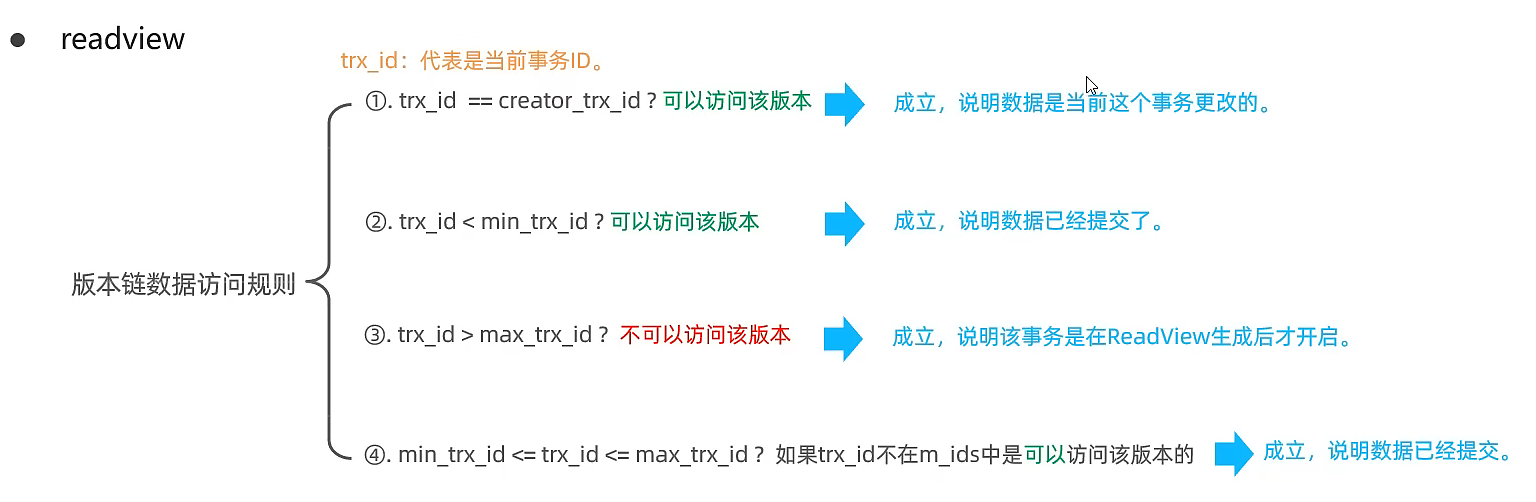 ● readview
trx_id：代表是当前事务ID。
①. trx_id == creator_trx_id ? 可以访问该版本 成立，说明数据是当前这个事务更改的。
②. trx_id < min_trx_id ? 可以访问该版本 成立，说明数据已经提交了。
版本链数据访问规则
③. trx_id > max_trx_id ? 不可以访问该版本 成立，说明该事务是在ReadView生成后才开启。
④. min_trx_id <= trx_id <= max_trx_id ? 如果trx_id不在m_ids中是可以访问该版本的 成立，说明数据已经提交。